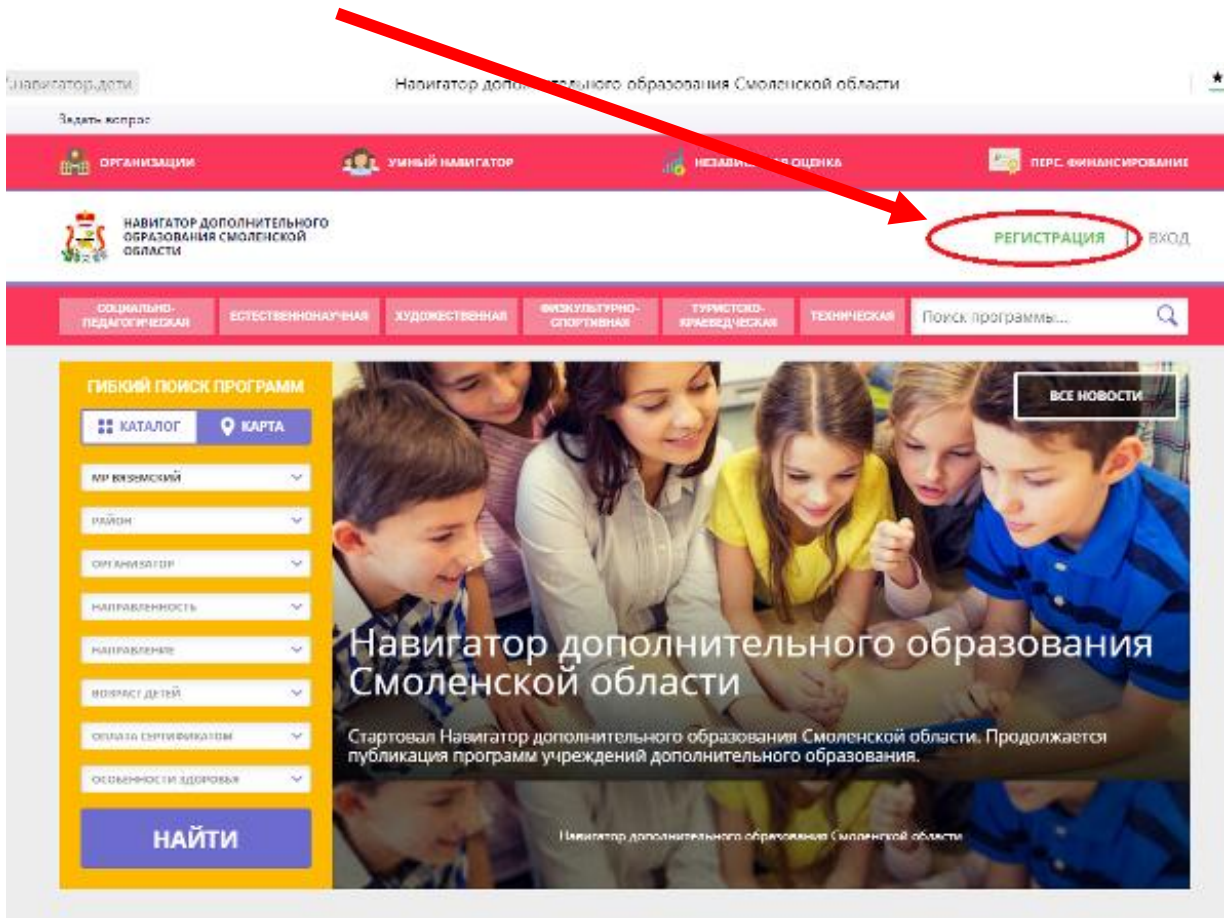 навигатор.дети
Навигатор дополнительного образования Смоленской области
Задать вопрос
ОРГАНИЗАЦИИ
УМНЫЙ НАВИГАТОР
НЕЗАВИСИМАЯ ОЦЕНКА
ПЕРС. ФИНАНСИРОВАНИЕ
НАВИГАТОР ДОПОЛНИТЕЛЬНОГО
ОБРАЗОВАНИЯ СМОЛЕНСКОЙ
ОБЛАСТИ
РЕГИСТРАЦИЯ | ВХОД
СОЦИАЛЬНО-
ПЕДАГОГИЧЕСКАЯ
ЕСТЕСТВЕННОНАУЧНАЯ
ХУДОЖЕСТВЕННАЯ
ФИЗКУЛЬТУРНО-
СПОРТИВНАЯ
ТУРИСТСКО-
КРАЕВЕДЧЕСКАЯ
ТЕХНИЧЕСКАЯ
Поиск программы...
ГИБКИЙ ПОИСК ПРОГРАММ
КАТАЛОГ
КАРТА
МР ВЯЗЕМСКИЙ
РАЙОН
ОРГАНИЗАТОР
НАПРАВЛЕННОСТЬ
НАПРАВЛЕНИЕ
ВОЗРАСТ ДЕТЕЙ
ОПЛАТА СЕРТИФИКАТОМ
ОСОБЕННОСТИ ЗДОРОВЬЯ
НАЙТИ
ВСЕ НОВОСТИ
Навигатор дополнительного образования
Смоленской области
Стартовал Навигатор дополнительного образования Смоленской области. Продолжается
публикация программ учреждений дополнительного образования.
Навигатор дополнительного образования Смоленской области